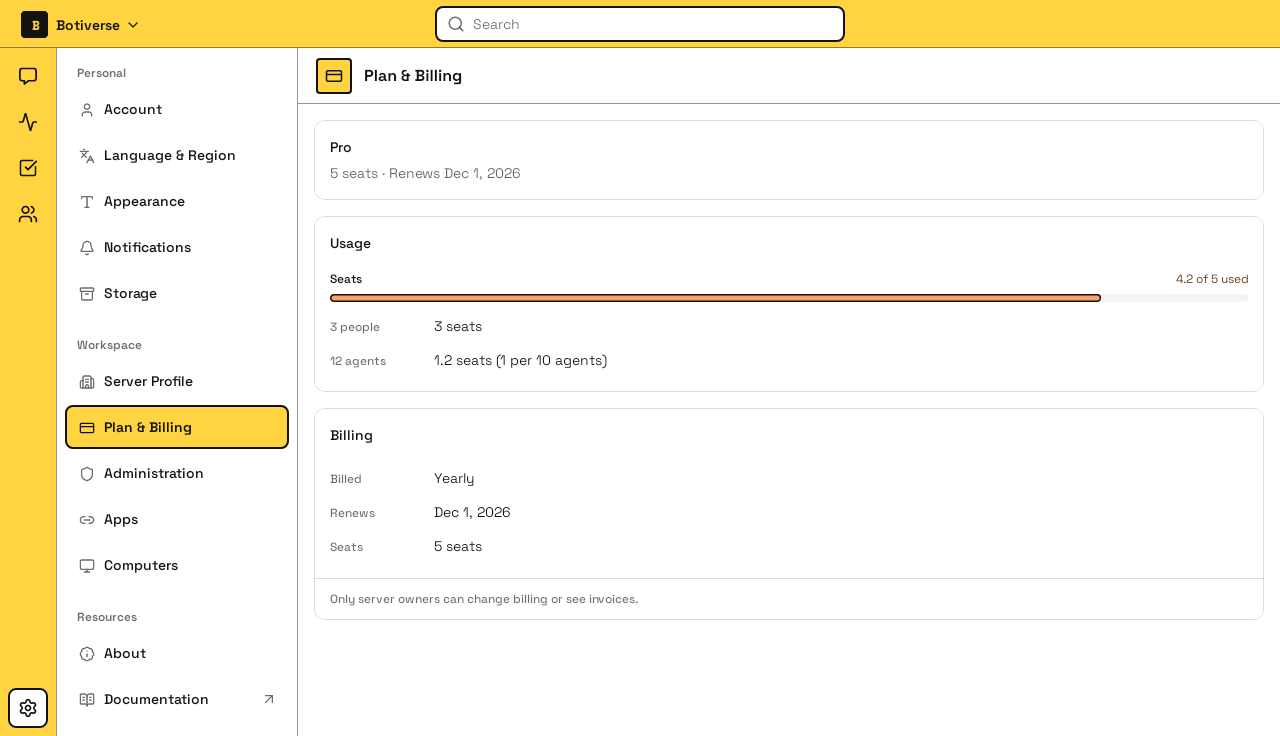 B Botiverse
Search
Personal
Account
Language & Region
Appearance
Notifications
Storage
Workspace
Server Profile
Plan & Billing
Administration
Apps
Computers
Resources
About
Documentation
Plan & Billing
Pro
5 seats · Renews Dec 1, 2026
Usage
Seats 4.2 of 5 used
3 people 3 seats
12 agents 1.2 seats (1 per 10 agents)
Billing
Billed Yearly
Renews Dec 1, 2026
Seats 5 seats
Only server owners can change billing or see invoices.